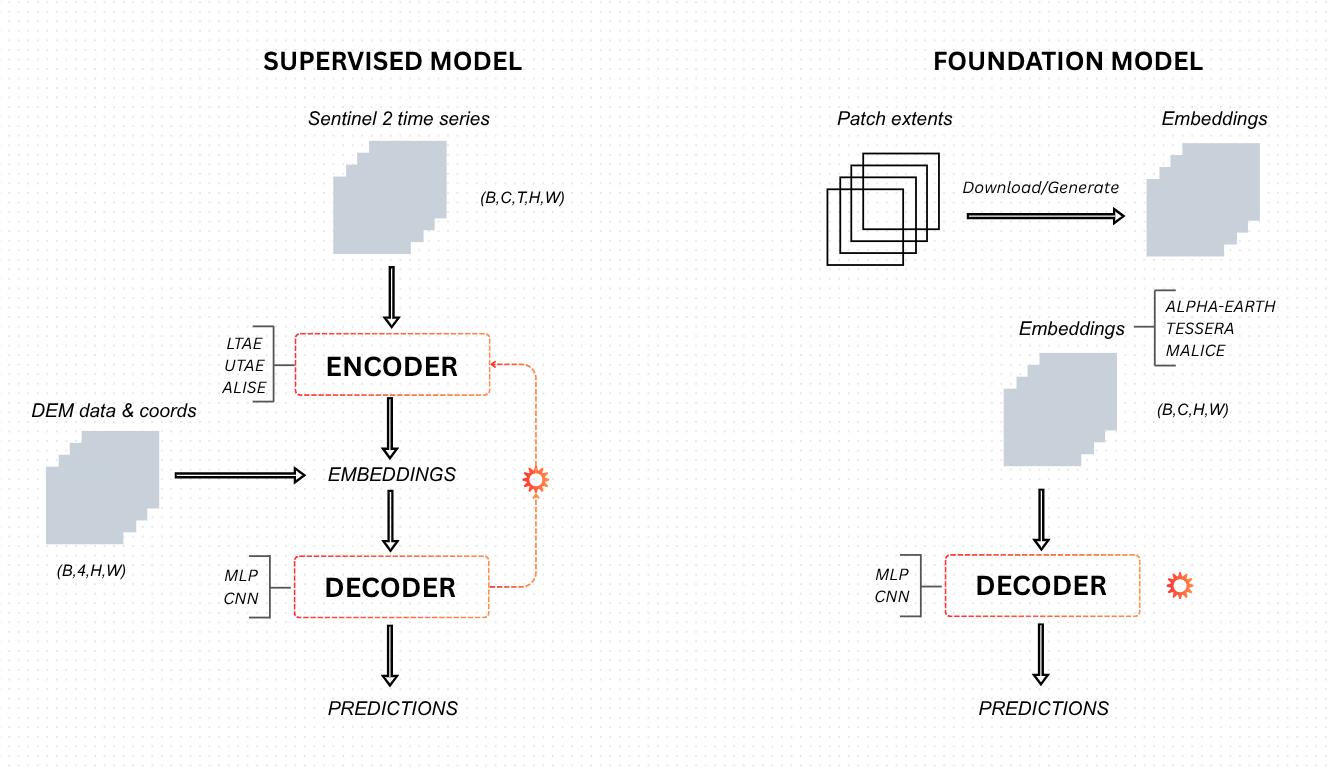 SUPERVISED MODEL
Sentinel 2 time series
(B,C,T,H,W)
LTAE
UTAE
ALISE
ENCODER
DEM data & coords
EMBEDDINGS
(B,4,H,W)
MLP
CNN
DECODER
PREDICTIONS
FOUNDATION MODEL
Patch extents
Embeddings
Download/Generate
ALPHA-EARTH
TESSERA
MALICE
Embeddings
(B,C,H,W)
MLP
CNN
DECODER
PREDICTIONS